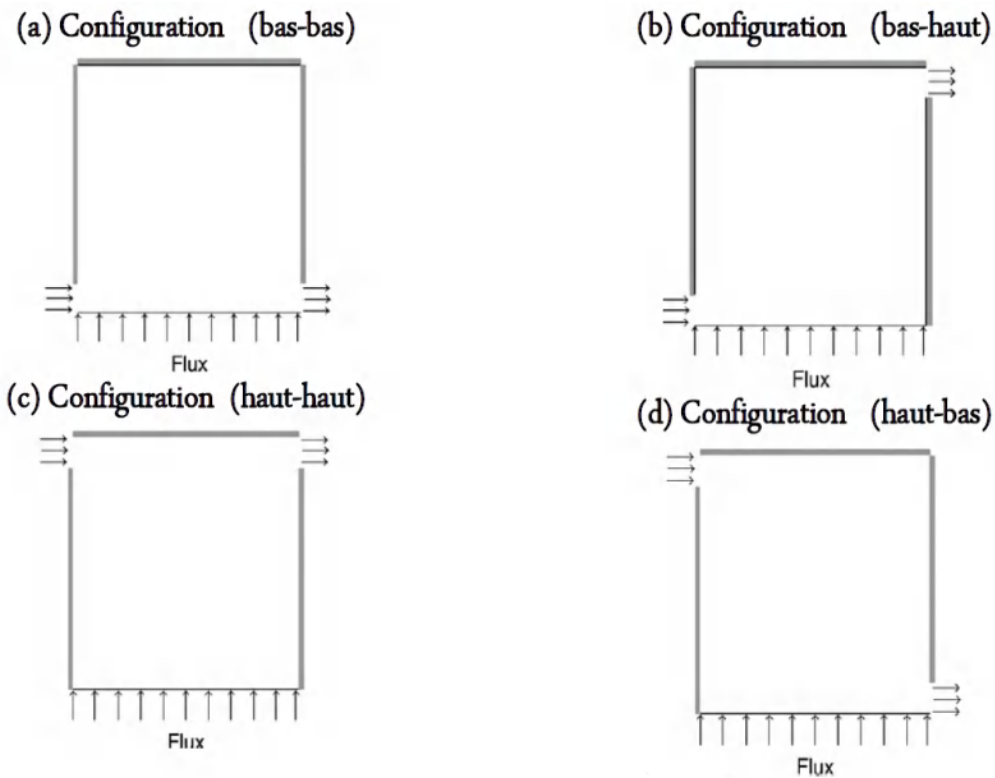 (a) Configuration (bas-bas)
(b) Configuration (bas-haut)
Flux
Flux
(c) Configuration (haut-haut)
(d) Configuration (haut-bas)
Flux
Flux